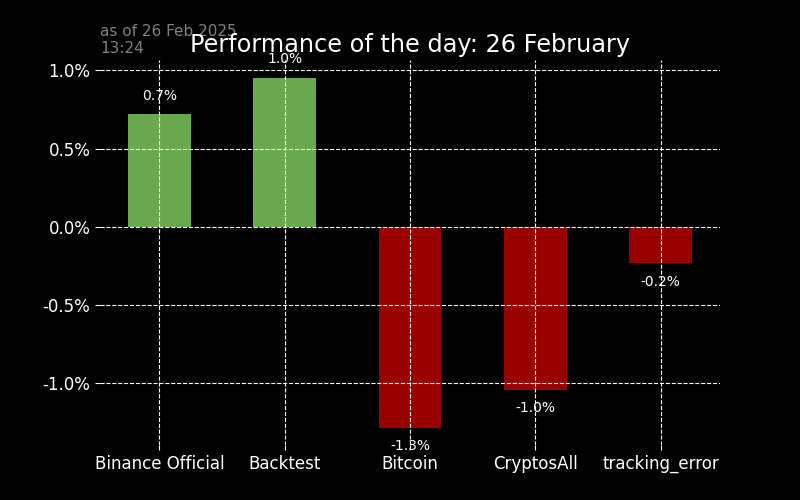 as of 26 Feb 2025
13:24
Performance of the day: 26 February
1.0%
0.5%
0.0%
-0.5%
-1.0%
0.7%
1.0%
-1.3%
-1.0%
-0.2%
Binance Official
Backtest
Bitcoin
CryptosAll
tracking_error